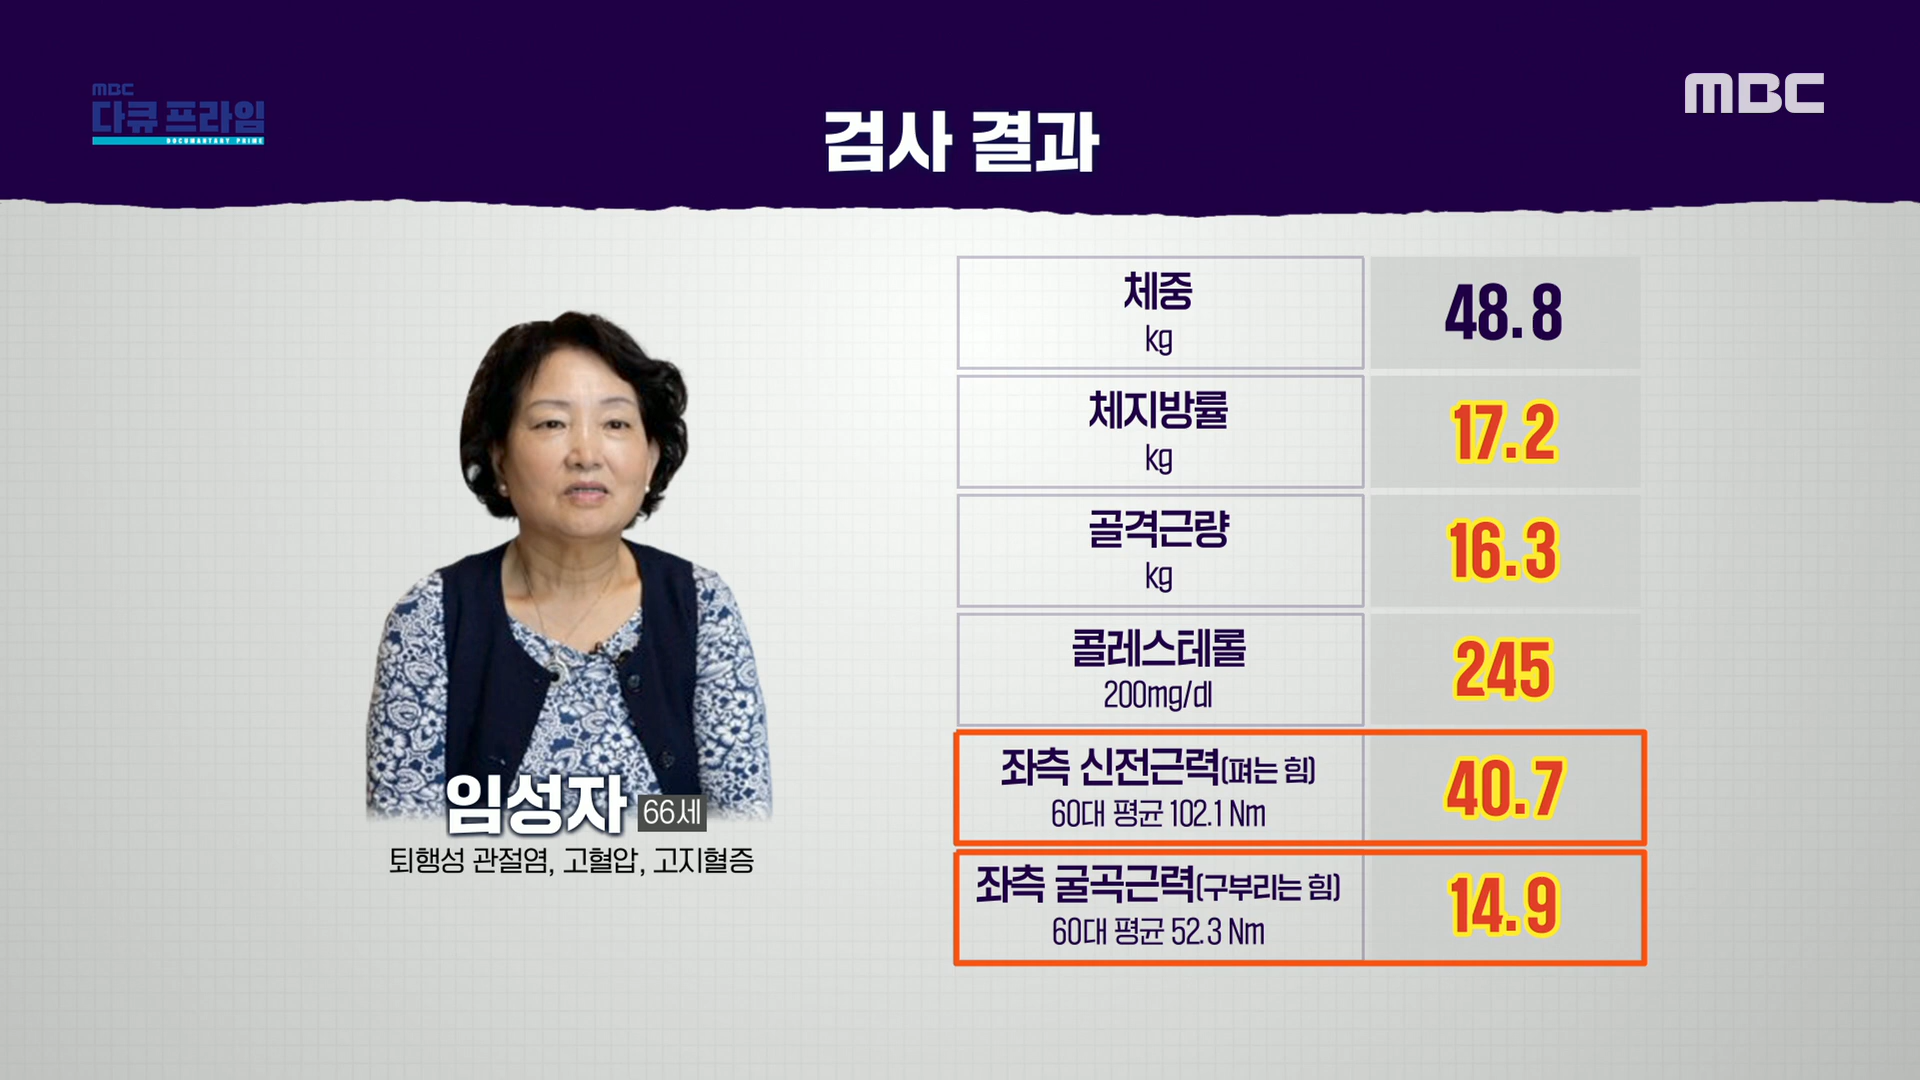 MBC
다큐 프라임
DOCUMENTARY PRIME
MBC
검사 결과
체중
kg
48.8
체지방률
kg
17.2
골격근량
kg
16.3
콜레스테롤
200mg/dl
245
좌측 신전근력(펴는 힘)
60대 평균 102.1 Nm
40.7
좌측 굴곡근력(구부리는 힘)
60대 평균 52.3 Nm
14.9
임성자 66세
퇴행성 관절염, 고혈압, 고지혈증